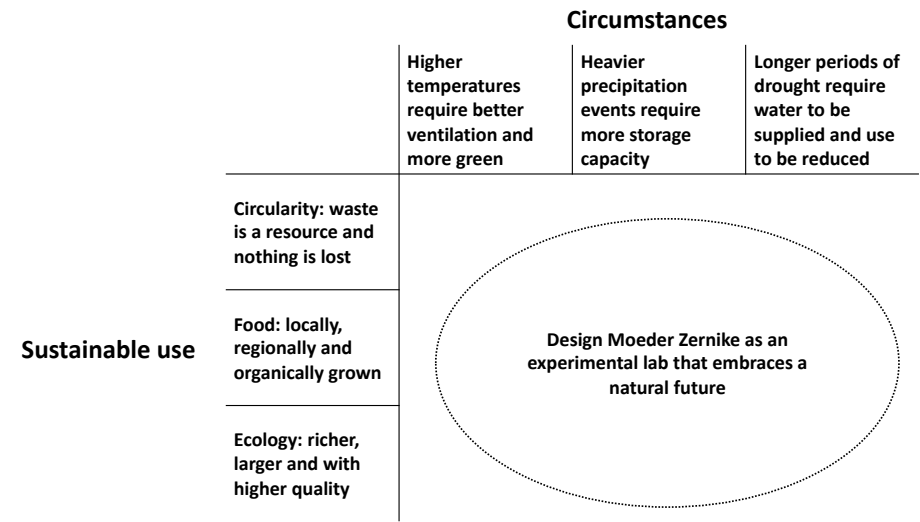 Circumstances
Higher
temperatures
require better
ventilation and
more green
Heavier
precipitation
events require
more storage
capacity
Longer periods of
drought require
water to be
supplied and use
to be reduced
Sustainable use
Circularity: waste
is a resource and
nothing is lost
Food: locally,
regionally and
organically grown
Ecology: richer,
larger and with
higher quality
Design Moeder Zernike as an
experimental lab that embraces a
natural future